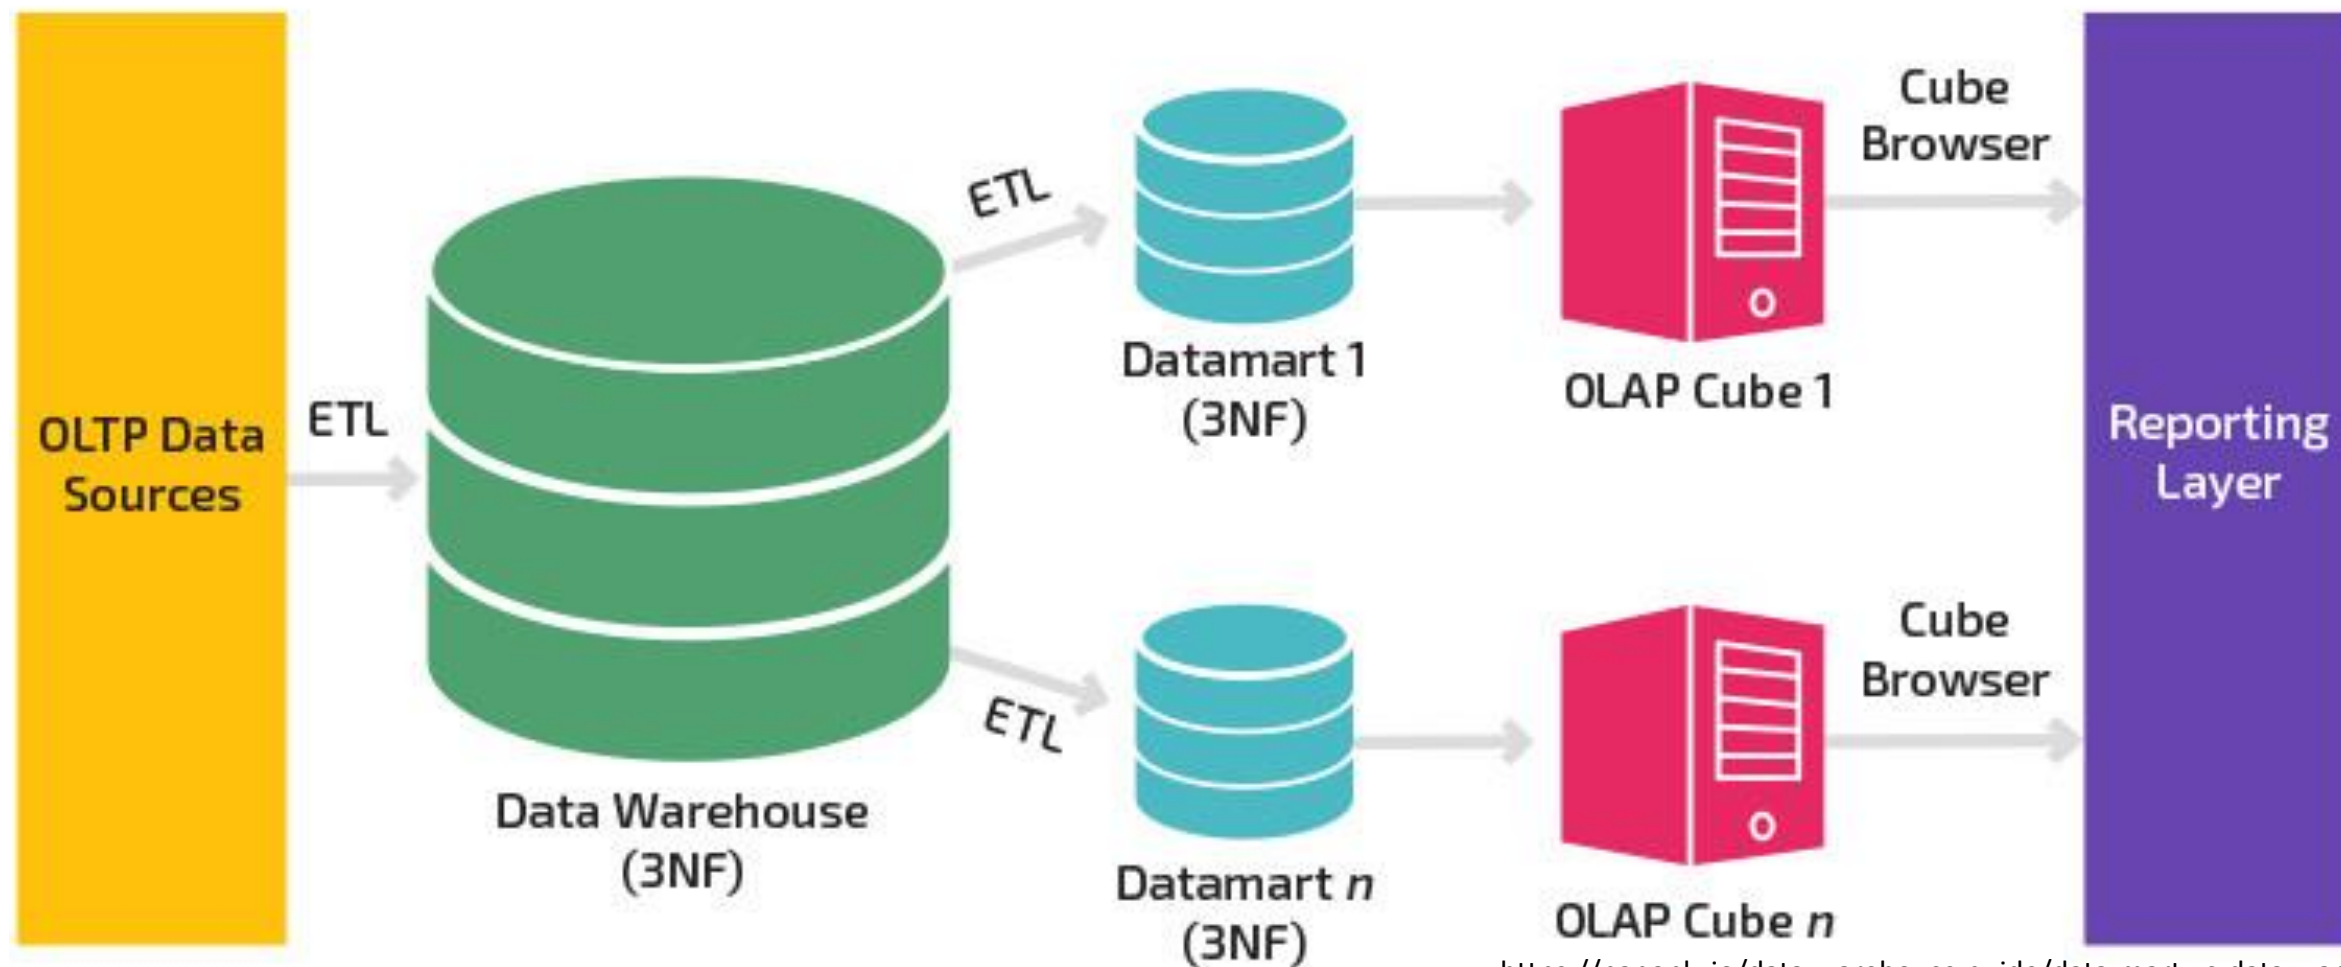 OLTP Data
Sources
ETL
Data Warehouse
(3NF)
ETL
ETL
Datamart 1
(3NF)
Datamart n
(3NF)
OLAP Cube 1
OLAP Cube n
Cube
Browser
Cube
Browser
Reporting
Layer